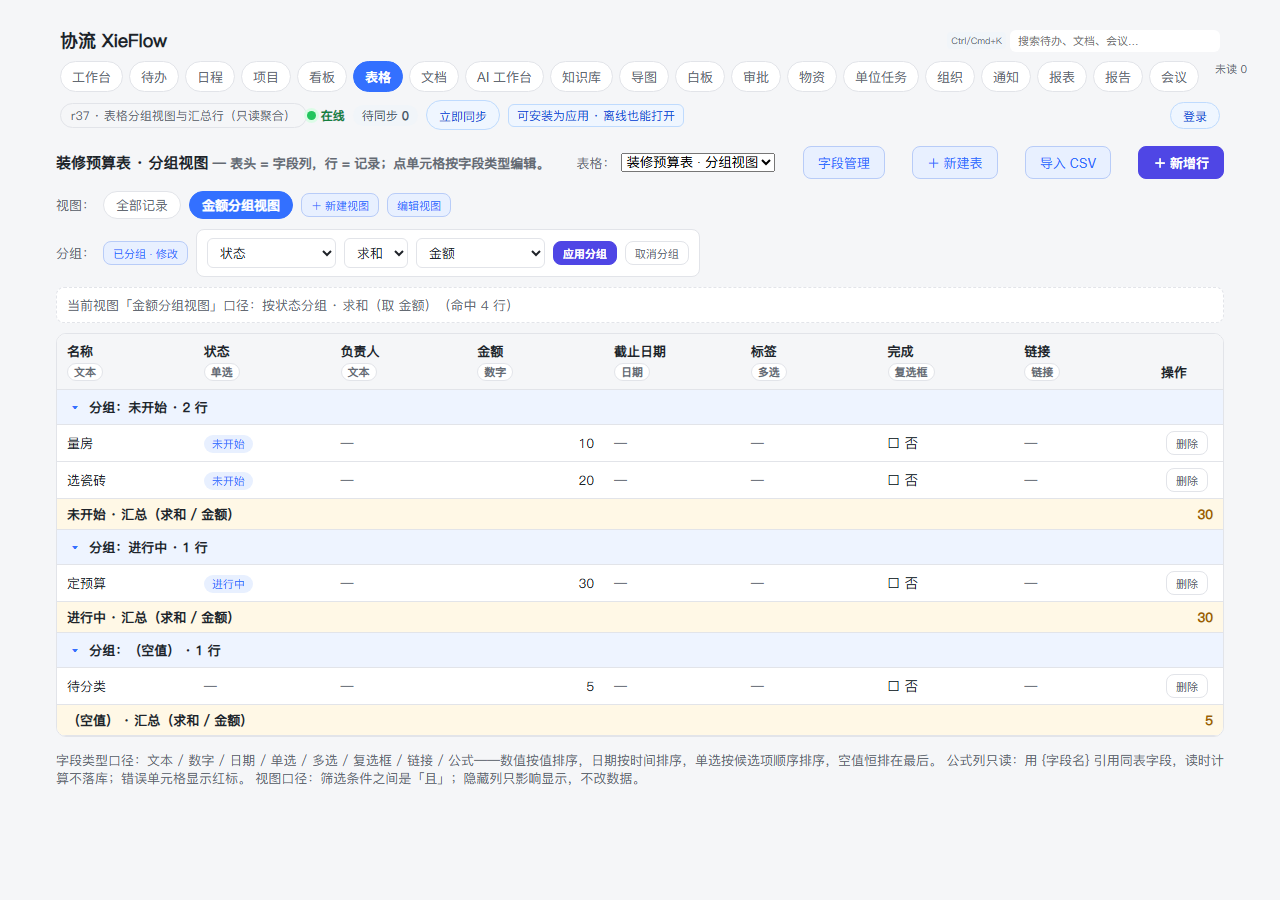 协流 XieFlow
Ctrl/Cmd+K 搜索待办、文档、会议...
工作台 待办 日程 项目 看板 表格 文档 AI 工作台 知识库 导图 白板 审批 物资 单位任务 组织 通知 报表 报告 会议 未读 0
r37 · 表格分组视图与汇总行（只读聚合） 在线 待同步 0 立即同步 可安装为应用 · 离线也能打开 登录
装修预算表 · 分组视图 — 表头 = 字段列，行 = 记录；点单元格按字段类型编辑。 表格： 装修预算表 · 分组视图 字段管理 ＋ 新建表 导入 CSV ＋ 新增行
视图： 全部记录 金额分组视图 ＋ 新建视图 编辑视图
分组： 已分组 · 修改 状态 求和 金额 应用分组 取消分组
当前视图「金额分组视图」口径：按状态分组 · 求和（取 金额）（命中 4 行）
名称 状态 负责人 金额 截止日期 标签 完成 链接
文本 单选 文本 数字 日期 多选 复选框 链接 操作
分组：未开始 · 2 行
量房 未开始 — 10 — — ☐ 否 — 删除
选瓷砖 未开始 — 20 — — ☐ 否 — 删除
未开始 · 汇总（求和 / 金额） 30
分组：进行中 · 1 行
定预算 进行中 — 30 — — ☐ 否 — 删除
进行中 · 汇总（求和 / 金额） 30
分组：（空值） · 1 行
待分类 — — 5 — — ☐ 否 — 删除
（空值） · 汇总（求和 / 金额） 5
字段类型口径：文本 / 数字 / 日期 / 单选 / 多选 / 复选框 / 链接 / 公式——数值按值排序，日期按时间排序，单选按候选项顺序排序，空值恒排在最后。 公式列只读：用 {字段名} 引用同表字段，读时计
算不落库；错误单元格显示红标。 视图口径：筛选条件之间是「且」；隐藏列只影响显示，不改数据。